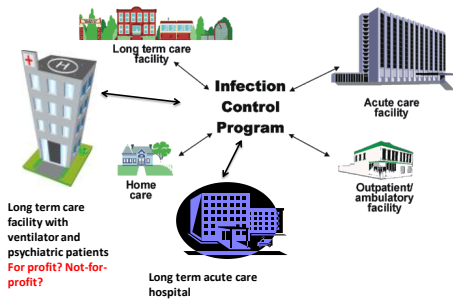 Long term care
facility
Infection
Control
Program
Acute care
facility
Home
care
Outpatient/
ambulatory
facility
H
Long term care
facility with
ventilator and
psychiatric patients
For profit? Not-for-
profit?
Long term acute care
hospital